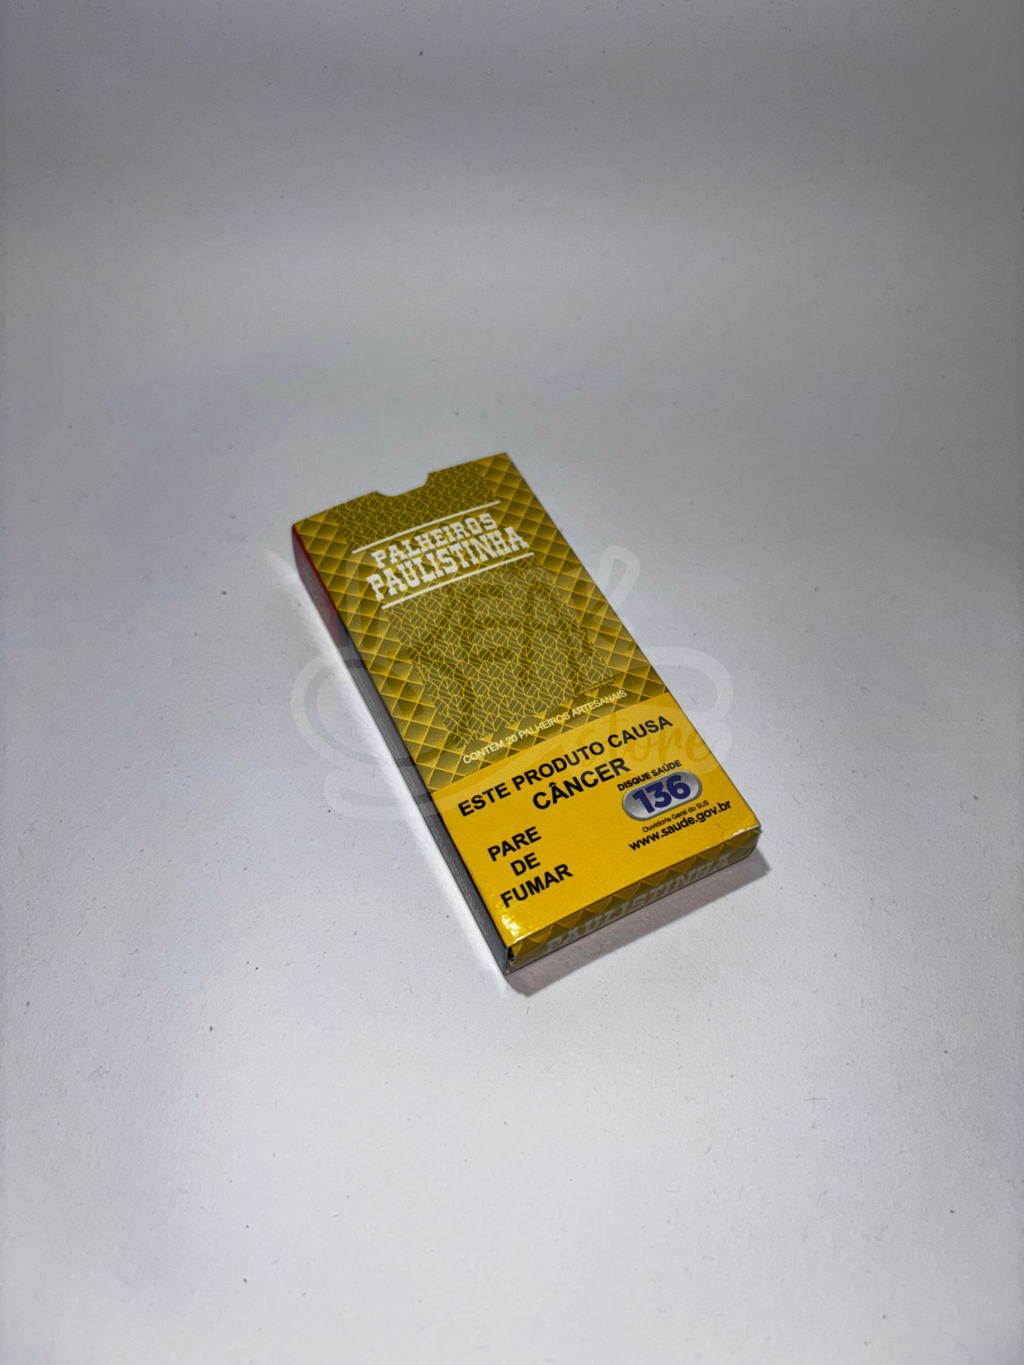 PALHEIROS
PAULISTINHA
CONTÉM 20 PALHEIROS ARTESANAIS
ESTE PRODUTO CAUSA
CÂNCER
PARE
DE
FUMAR
DISQUE SAÚDE
136
Ouvidoria Geral do SUS
www.saude.gov.br
PAULISTINHA
store